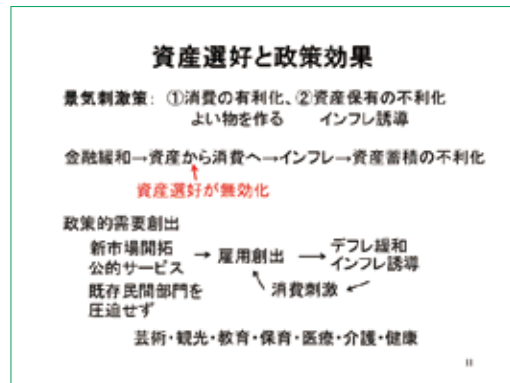 資産選好と政策効果
景気刺激策： ①消費の有利化、②資産保有の不利化
よい物を作る インフレ誘導
金融緩和→資産から消費へ→インフレ→資産蓄積の不利化
資産選好が無効化
政策的需要創出
新市場開拓
公的サービス
→ 雇用創出 →
デフレ緩和
インフレ誘導
既存民間部門を
圧迫せず
消費刺激
芸術・観光・教育・保育・医療・介護・健康